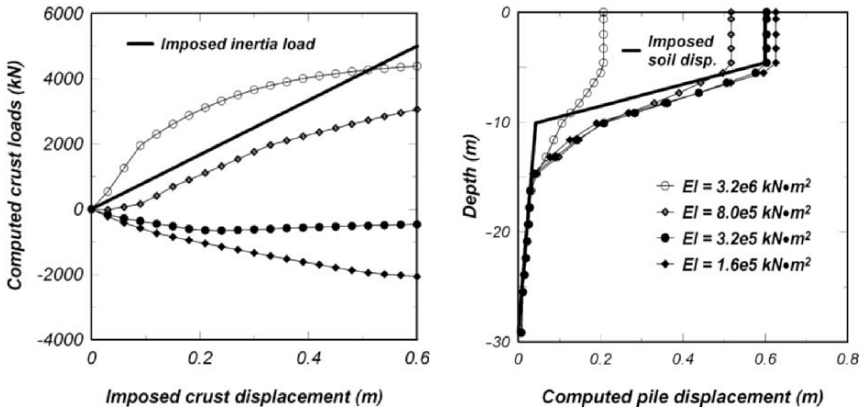 6000
4000
2000
0
-2000
-4000
Computed crust loads (kN)
Imposed inertia load
0 0.2 0.4 0.6
Imposed crust displacement (m)
0
-10
-20
-30
Depth (m)
Imposed
soil disp.
EI = 3.2e6 kN•m²
EI = 8.0e5 kN•m²
EI = 3.2e5 kN•m²
EI = 1.6e5 kN•m²
0 0.2 0.4 0.6 0.8
Computed pile displacement (m)